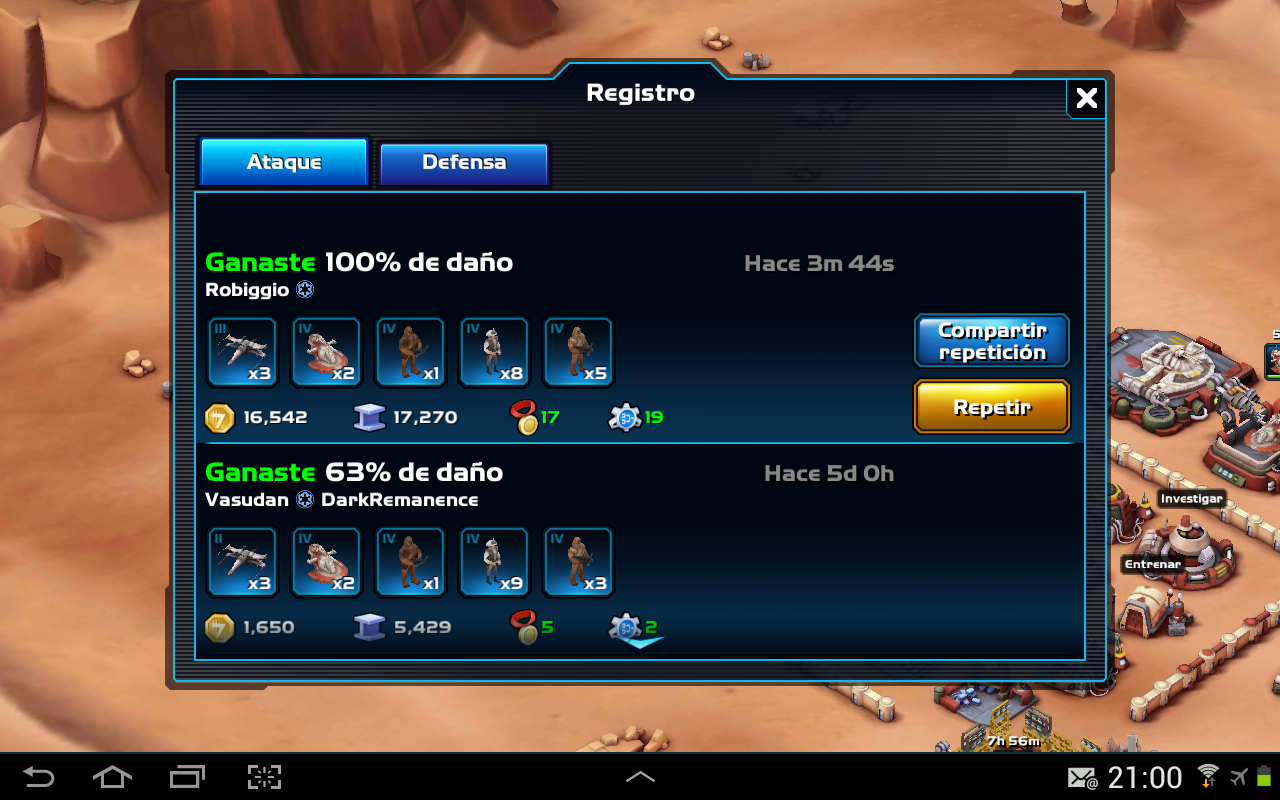 Registro
Ataque
Defensa
Ganaste 100% de daño
Hace 3m 44s
Robiggio
III x3
IV x2
IV x1
IV x8
IV x5
Compartir
repetición
Repetir
16,542
17,270
17
19
Ganaste 63% de daño
Hace 5d 0h
Vasudan DarkRemanence
II x3
IV x2
IV x1
IV x9
IV x3
1,650
5,429
5
2
Investigar
Entrenar
7h 56m
21:00